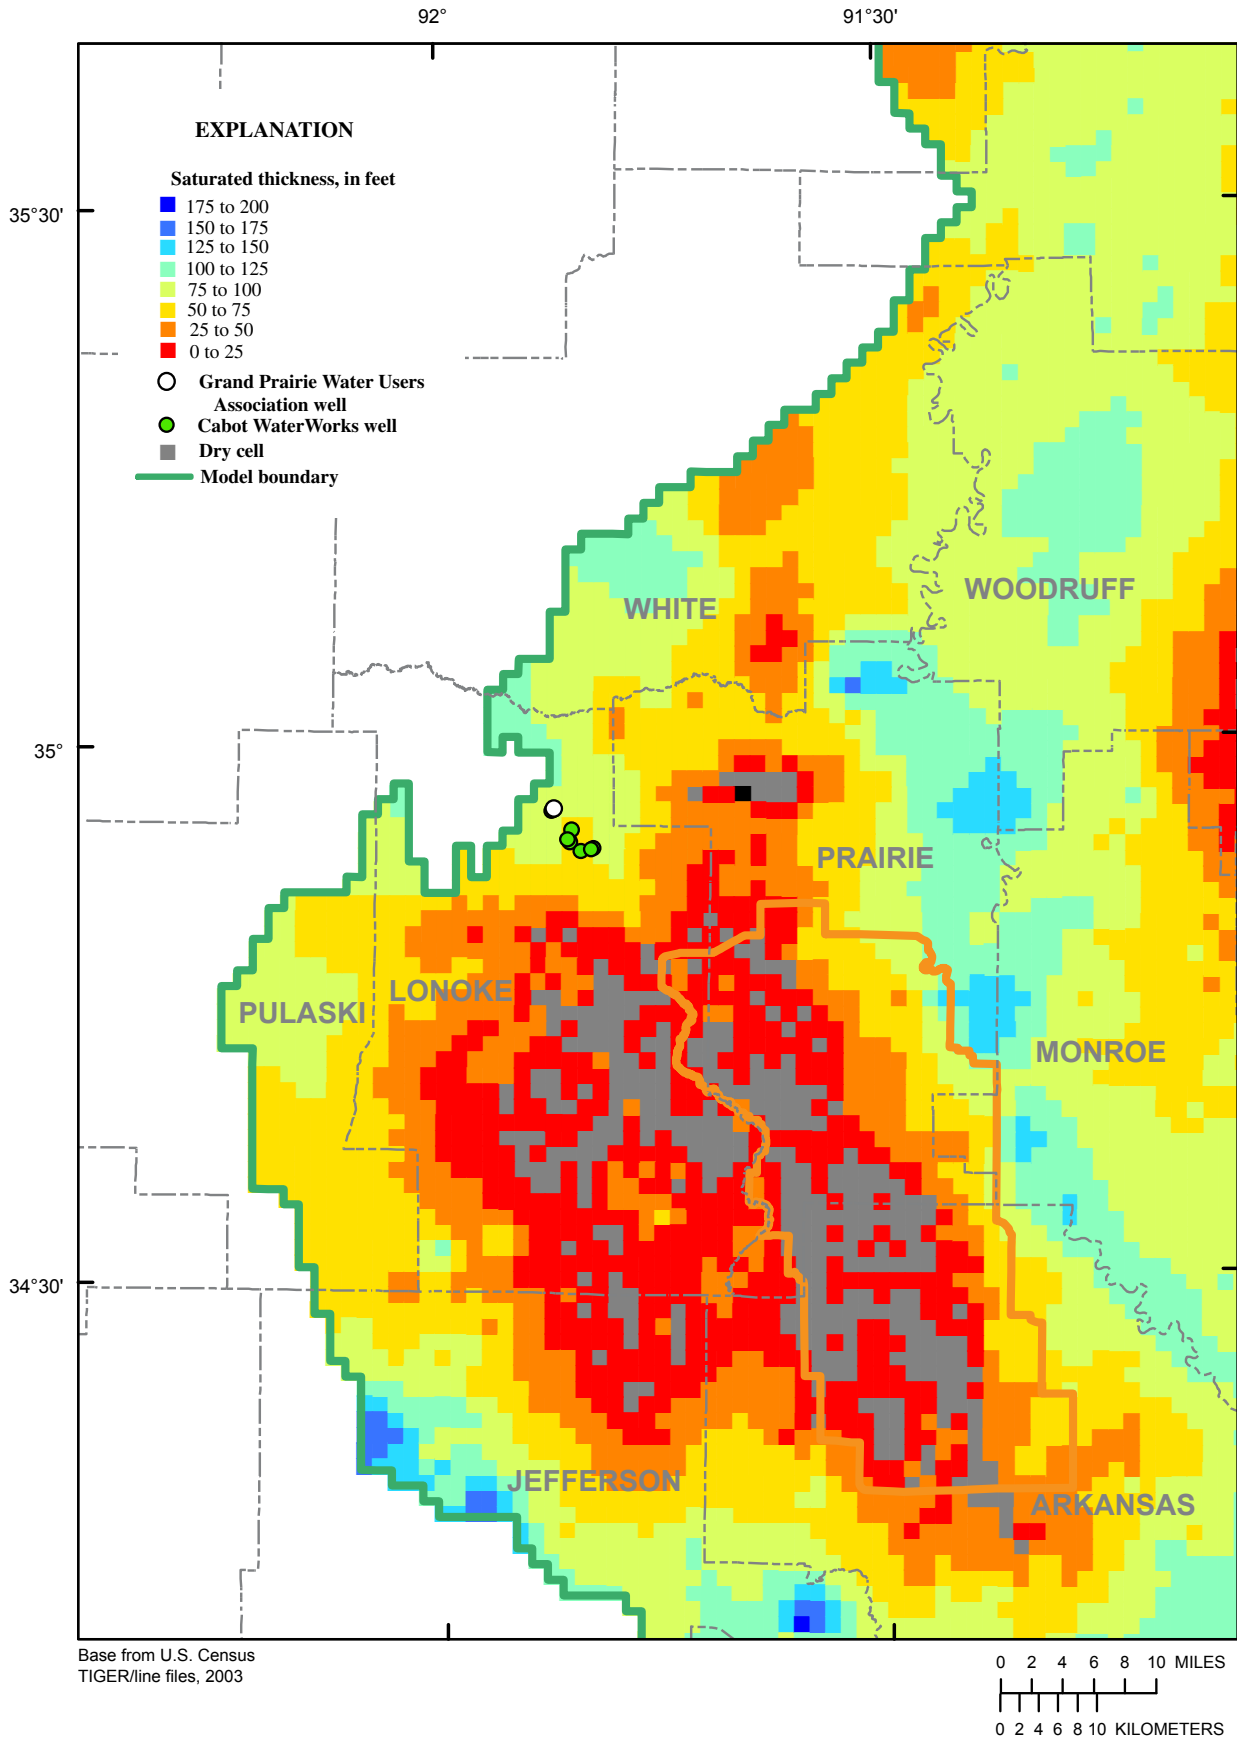 92°
91°30'
EXPLANATION
Saturated thickness, in feet
175 to 200
150 to 175
125 to 150
100 to 125
75 to 100
50 to 75
25 to 50
0 to 25
Grand Prairie Water Users
Association well
Cabot WaterWorks well
Dry cell
Model boundary
35°30'
WOODRUFF
WHITE
35°
PRAIRIE
LONOKE
PULASKI
MONROE
34°30'
JEFFERSON
ARKANSAS
Base from U.S. Census
TIGER/line files, 2003
0 2 4 6 8 10 MILES
0 2 4 6 8 10 KILOMETERS